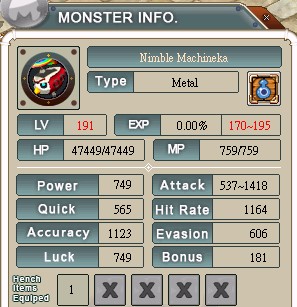 MONSTER INFO.
Nimble Machineka
Type Metal
LV 191 EXP 0.00% 170~195
HP 47449/47449 MP 759/759
Power 749 Attack 537~1418
Quick 565 Hit Rate 1164
Accuracy 1123 Evasion 606
Luck 749 Bonus 181
Hench
Items
Equiped 1 X X X X